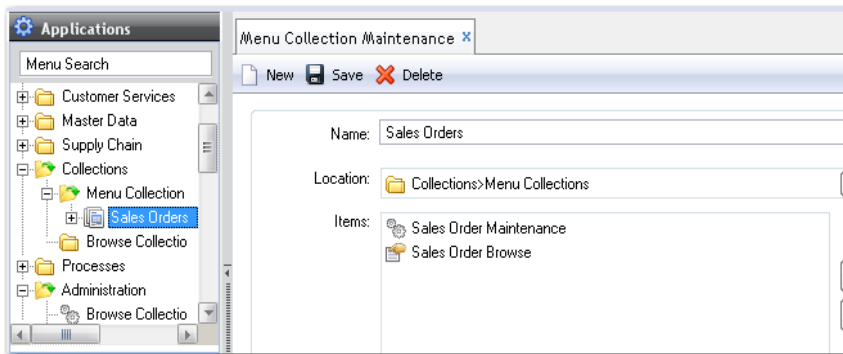 Applications
Menu Search
Customer Services
Master Data
Supply Chain
Collections
Menu Collection
Sales Orders
Browse Collectio
Processes
Administration
Browse Collectio
Menu Collection Maintenance x
New Save Delete
Name: Sales Orders
Location: Collections>Menu Collections
Items: Sales Order Maintenance
Sales Order Browse